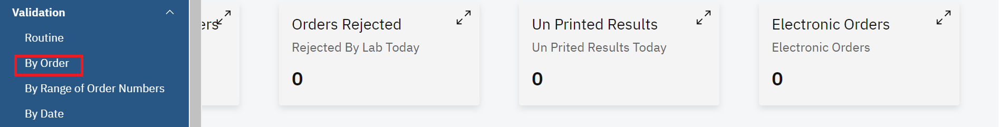 Validation
Routine
By Order
By Range of Order Numbers
By Date
ers
Orders Rejected
Rejected By Lab Today
0
Un Printed Results
Un Prited Results Today
0
Electronic Orders
Electronic Orders
0